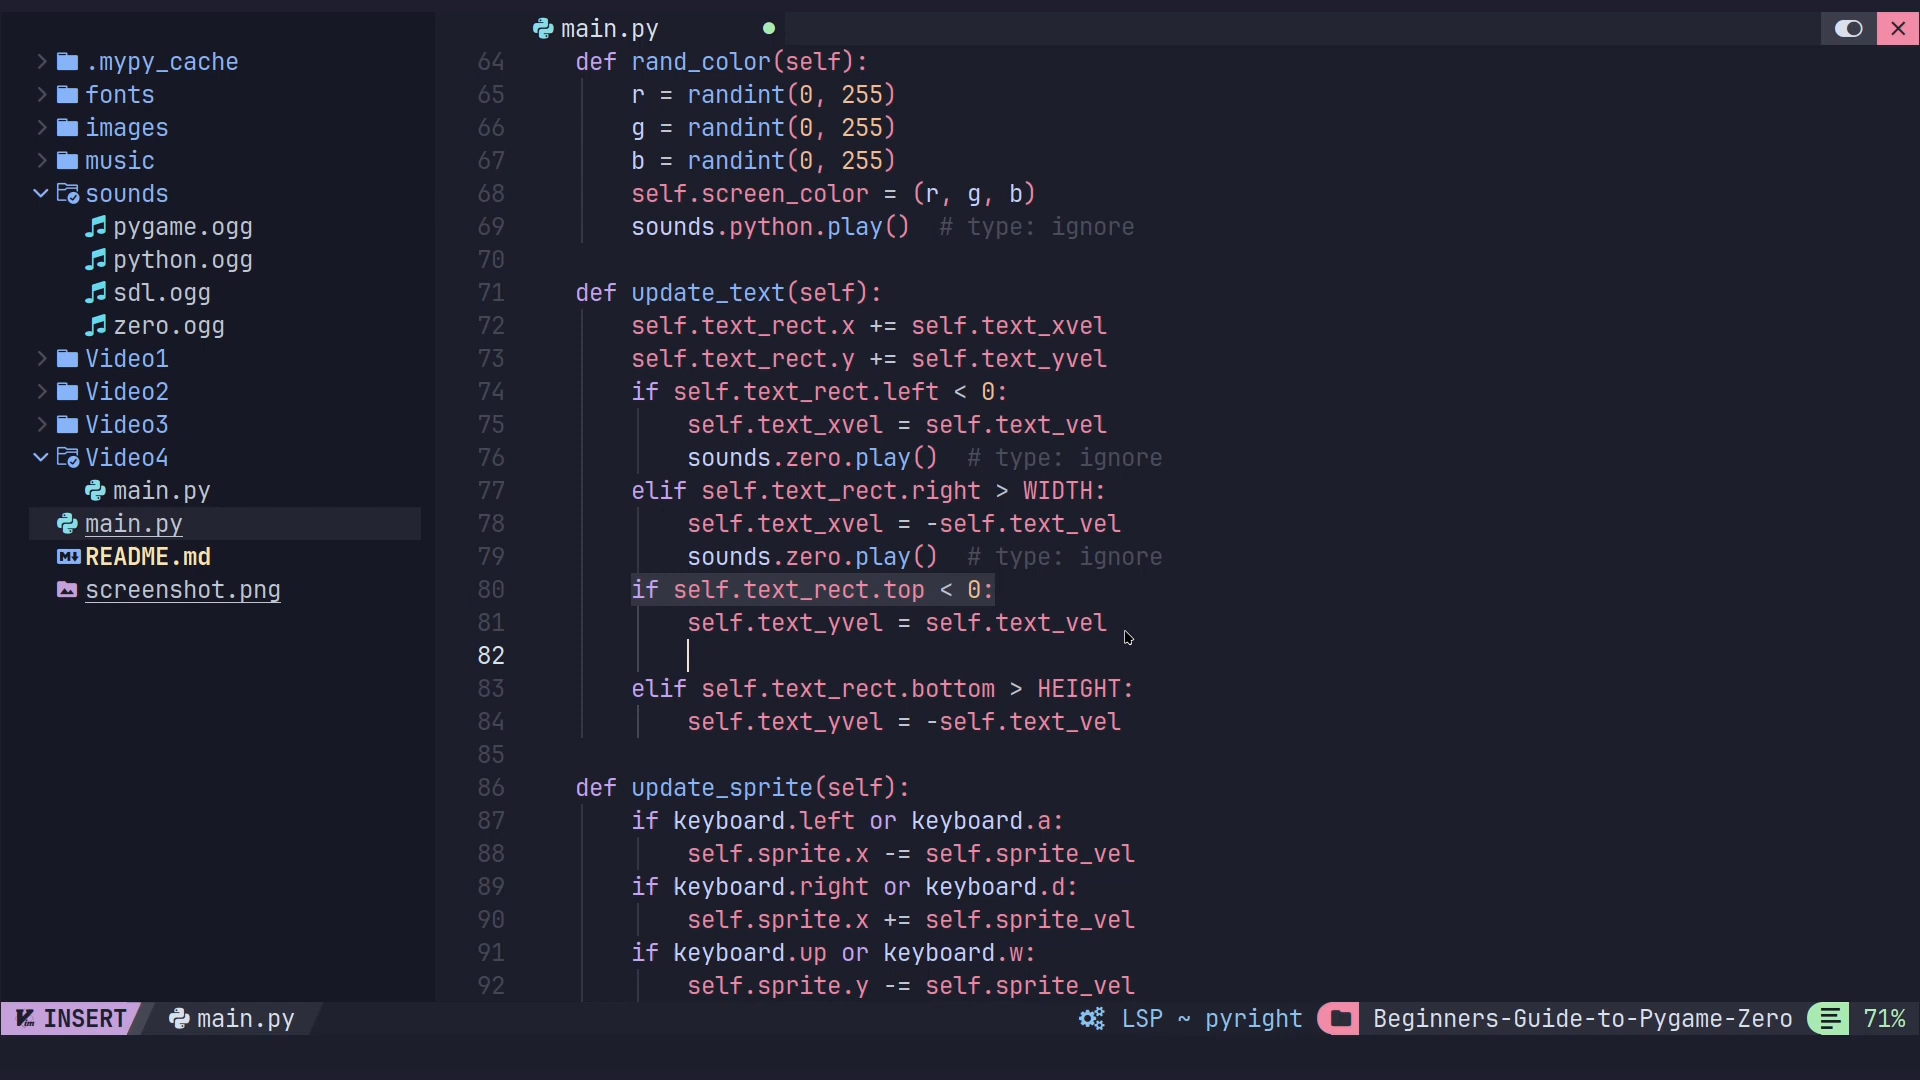 main.py
.mypy_cache
fonts
images
music
sounds
pygame.ogg
python.ogg
sdl.ogg
zero.ogg
Video1
Video2
Video3
Video4
main.py
main.py
README.md
screenshot.png
64 def rand_color(self):
65 r = randint(0, 255)
66 g = randint(0, 255)
67 b = randint(0, 255)
68 self.screen_color = (r, g, b)
69 sounds.python.play()  # type: ignore
70
71 def update_text(self):
72 self.text_rect.x += self.text_xvel
73 self.text_rect.y += self.text_yvel
74 if self.text_rect.left < 0:
75 self.text_xvel = self.text_vel
76 sounds.zero.play()  # type: ignore
77 elif self.text_rect.right > WIDTH:
78 self.text_xvel = -self.text_vel
79 sounds.zero.play()  # type: ignore
80 if self.text_rect.top < 0:
81 self.text_yvel = self.text_vel
82
83 elif self.text_rect.bottom > HEIGHT:
84 self.text_yvel = -self.text_vel
85
86 def update_sprite(self):
87 if keyboard.left or keyboard.a:
88 self.sprite.x -= self.sprite_vel
89 if keyboard.right or keyboard.d:
90 self.sprite.x += self.sprite_vel
91 if keyboard.up or keyboard.w:
92 self.sprite.y -= self.sprite_vel
INSERT main.py LSP ~ pyright Beginners-Guide-to-Pygame-Zero 71%